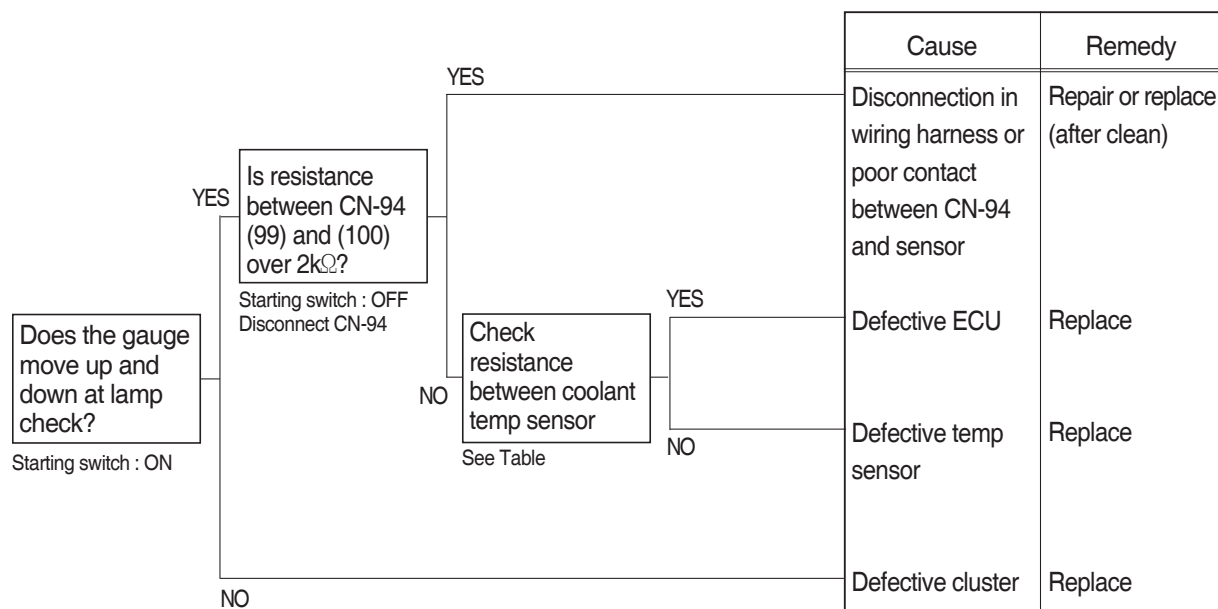 Cause
Remedy
YES
Disconnection in
wiring harness or
poor contact
between CN-94
and sensor
Repair or replace
(after clean)
YES
Is resistance
between CN-94
(99) and (100)
over 2kΩ?
Starting switch : OFF
Disconnect CN-94
YES
Does the gauge
move up and
down at lamp
check?
Starting switch : ON
NO
Check
resistance
between coolant
temp sensor
See Table
Defective ECU
Replace
NO
Defective temp
sensor
Replace
NO
Defective cluster
Replace